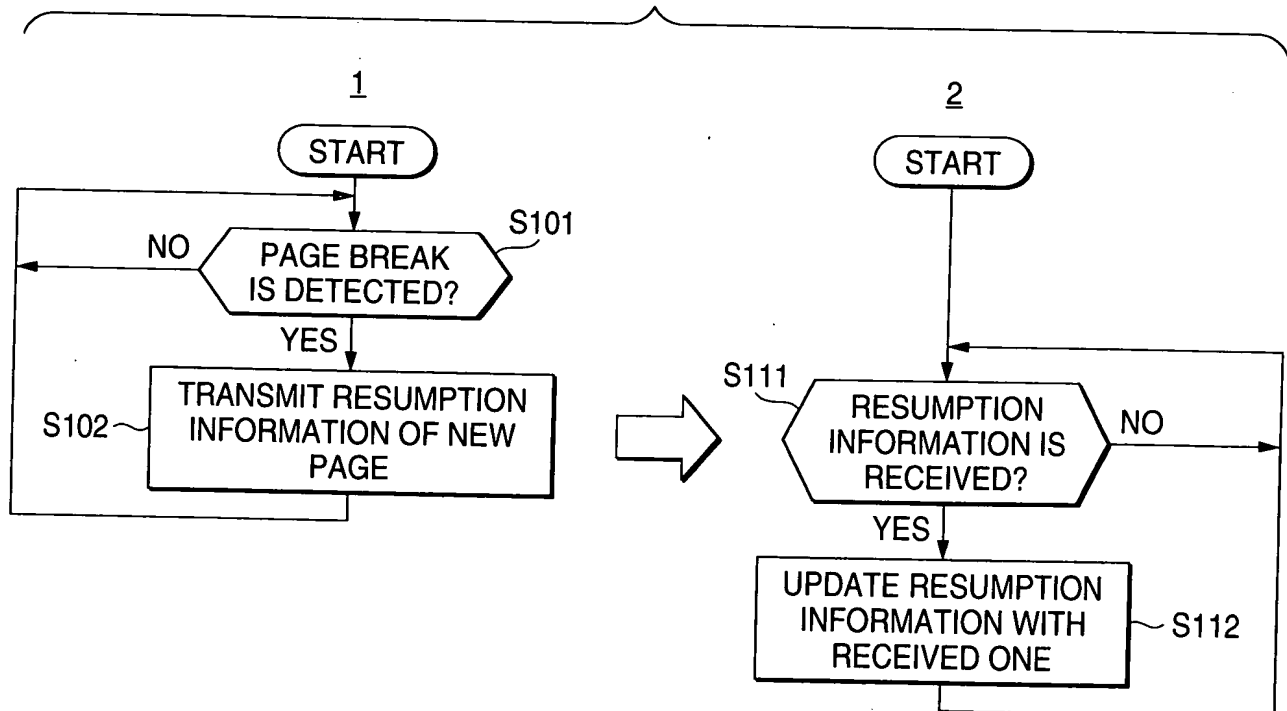 1
START
S101
NO
PAGE BREAK
IS DETECTED?
YES
S102
TRANSMIT RESUMPTION
INFORMATION OF NEW
PAGE
2
START
S111
RESUMPTION
INFORMATION IS
RECEIVED?
NO
YES
UPDATE RESUMPTION
INFORMATION WITH
RECEIVED ONE
S112